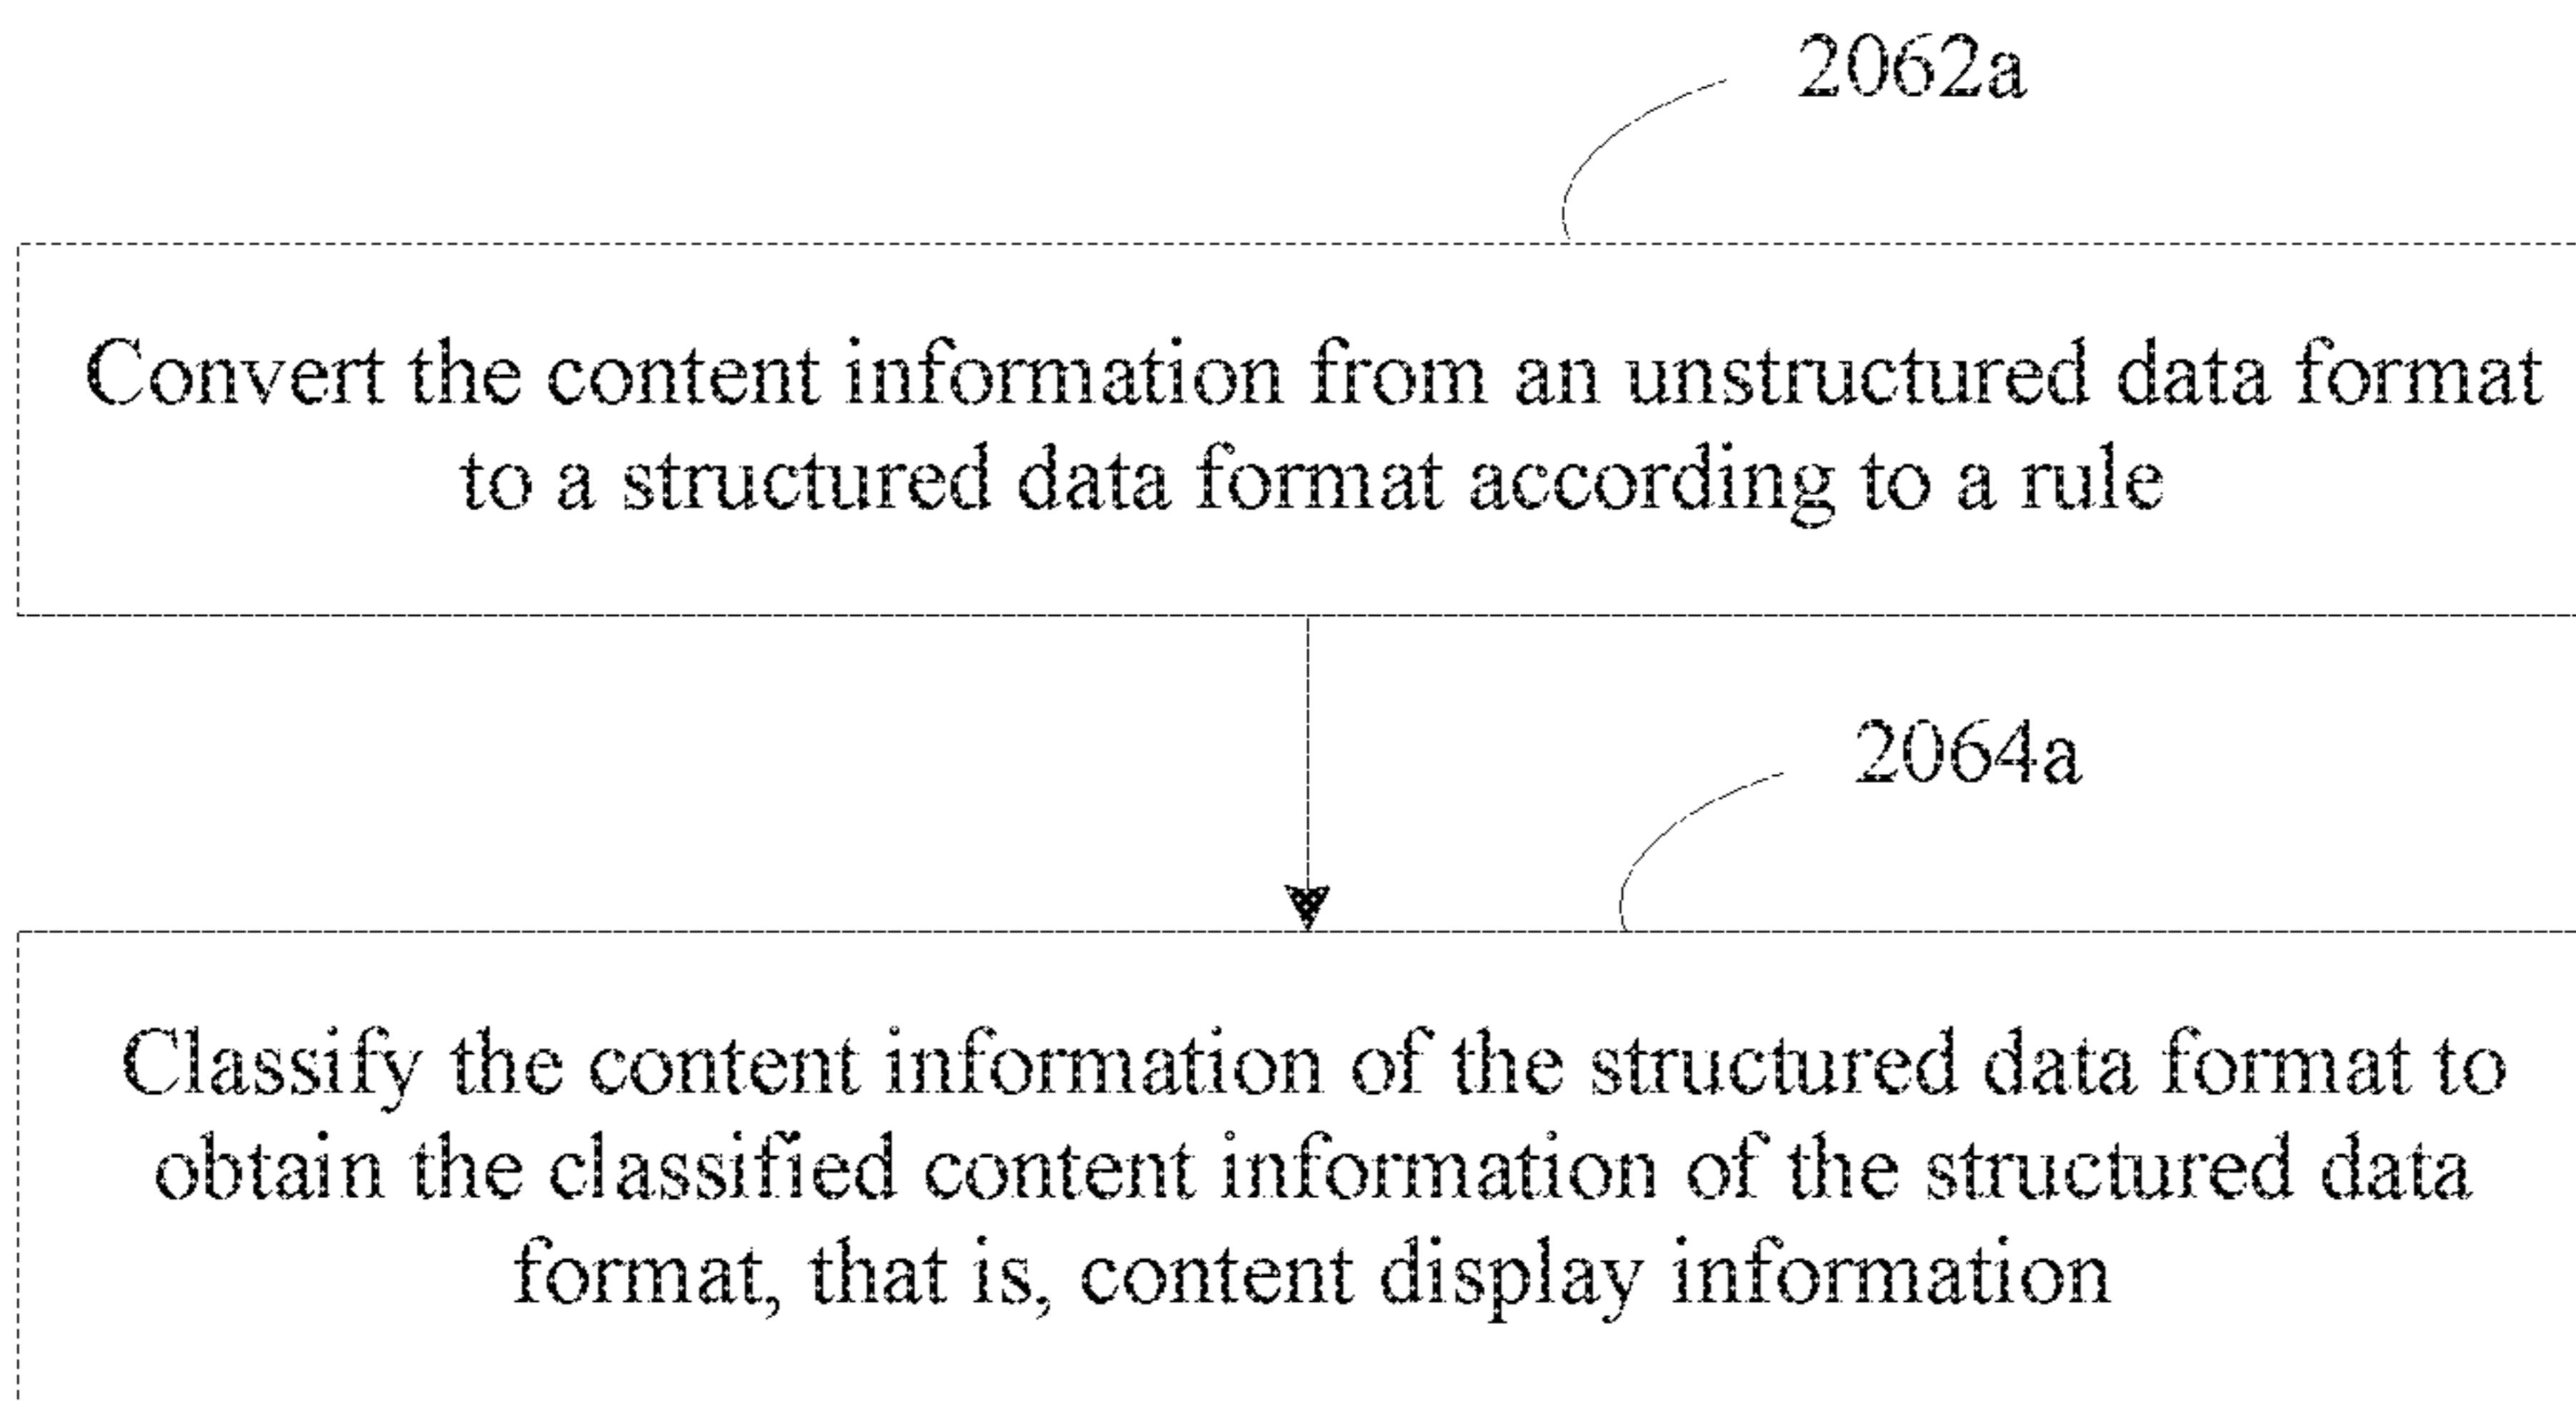 2062a
Convert the content information from an unstructured data format
to a structured data format according to a rule
2064a
Classify the content information of the structured data format to
obtain the classified content information of the structured data
format, that is, content display information